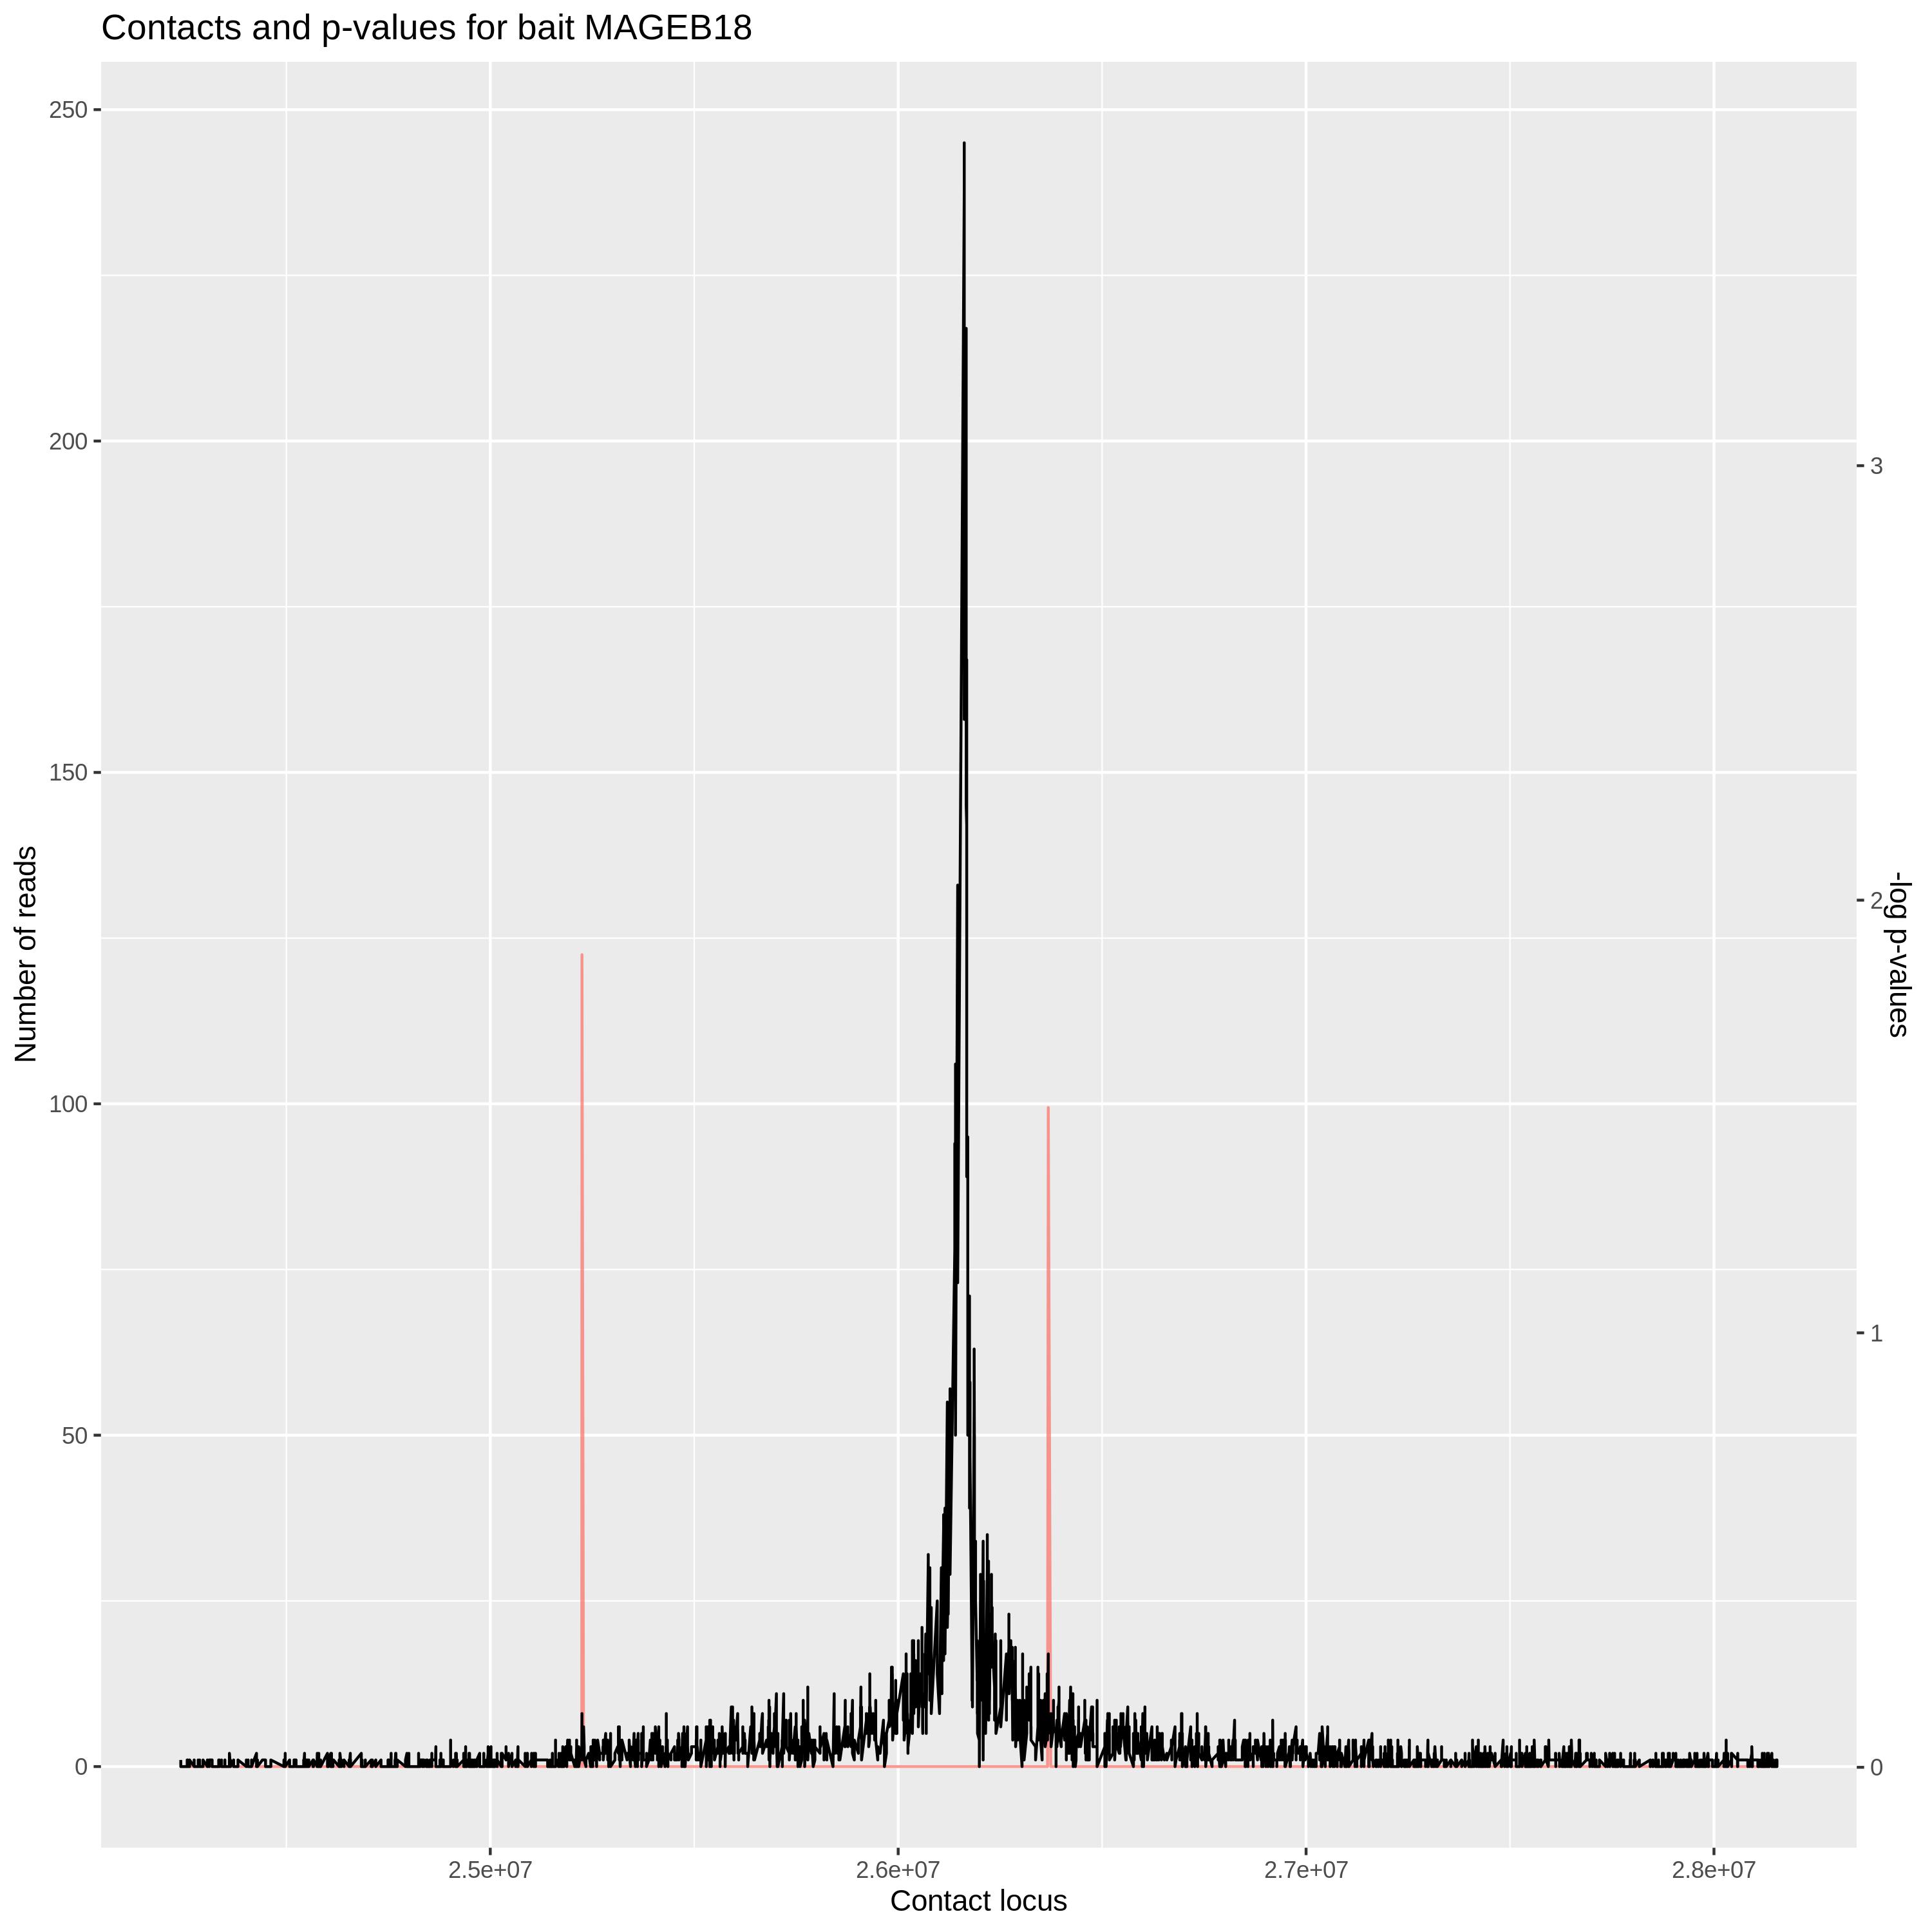 Contacts and p-values for bait MAGEB18
250
200
150
100
50
0
Number of reads
3
2
1
0
-log p-values
2.5e+07
2.6e+07
2.7e+07
2.8e+07
Contact locus